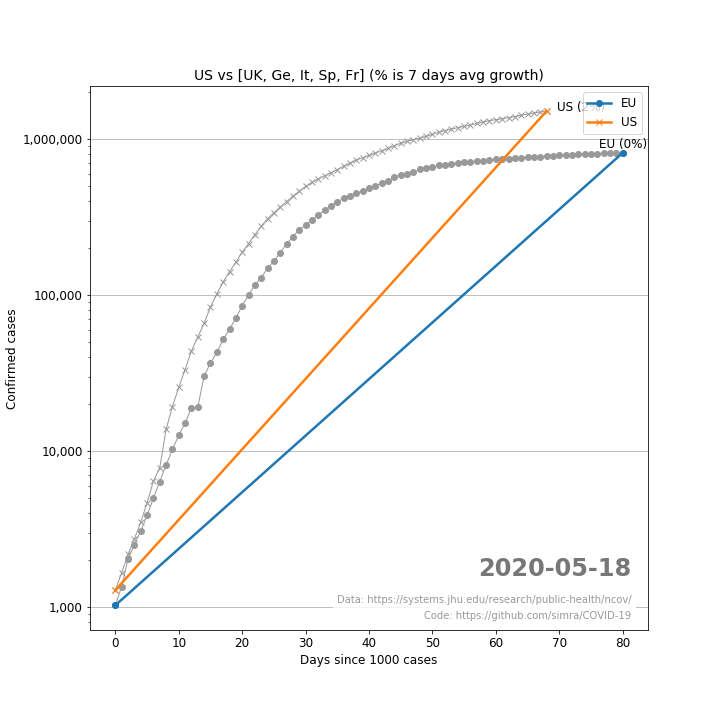 US vs [UK, Ge, It, Sp, Fr] (% is 7 days avg growth)
US (2%)
EU
US
EU (0%)
1,000,000
100,000
10,000
1,000
Confirmed cases
2020-05-18
Data: https://systems.jhu.edu/research/public-health/ncov/
Code: https://github.com/simra/COVID-19
0 10 20 30 40 50 60 70 80
Days since 1000 cases